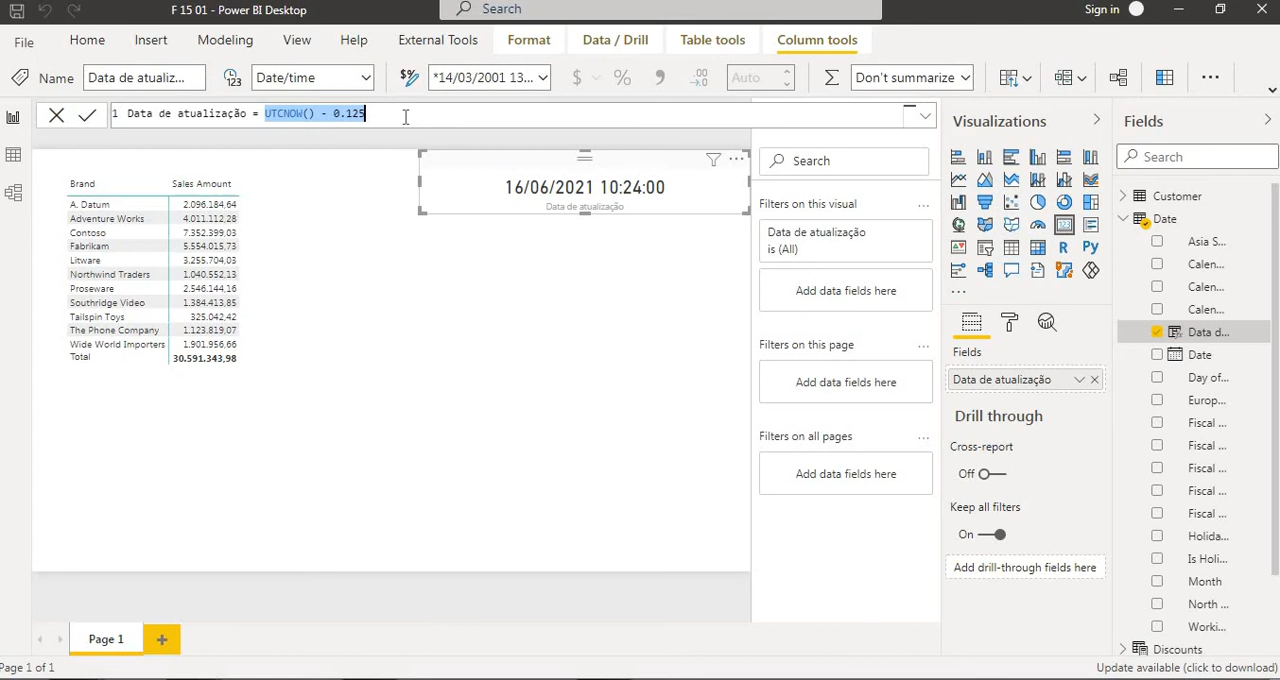 F 15 01 - Power BI Desktop
Search
Sign in
File
Home
Insert
Modeling
View
Help
External Tools
Format
Data / Drill
Table tools
Column tools
Name
Data de atualiz...
Date/time
*14/03/2001 13...
$
%
Auto
Don't summarize
1 Data de atualização = UTCNOW() - 0.125
Brand Sales Amount
A. Datum 2.096.184,64
Adventure Works 4.011.112,28
Contoso 7.352.399,03
Fabrikam 5.554.015,73
Litware 3.255.704,03
Northwind Traders 1.040.552,13
Proseware 2.546.144,16
Southridge Video 1.384.413,85
Tailspin Toys 325.042,42
The Phone Company 1.123.819,07
Wide World Importers 1.901.956,66
Total 30.591.343,98
16/06/2021 10:24:00
Data de atualização
Search
Filters on this visual
Data de atualização
is (All)
Add data fields here
Filters on this page
Add data fields here
Filters on all pages
Add data fields here
Visualizations
R
Py
Fields
Data de atualização
Drill through
Cross-report
Off
Keep all filters
On
Add drill-through fields here
Fields
Search
Customer
Date
Asia S...
Calen...
Calen...
Calen...
Data d...
Date
Day of...
Europ...
Fiscal ...
Fiscal ...
Fiscal ...
Fiscal ...
Fiscal ...
Holida...
Is Holi...
Month
North ...
Worki...
Discounts
Page 1
Page 1 of 1
Update available (click to download)